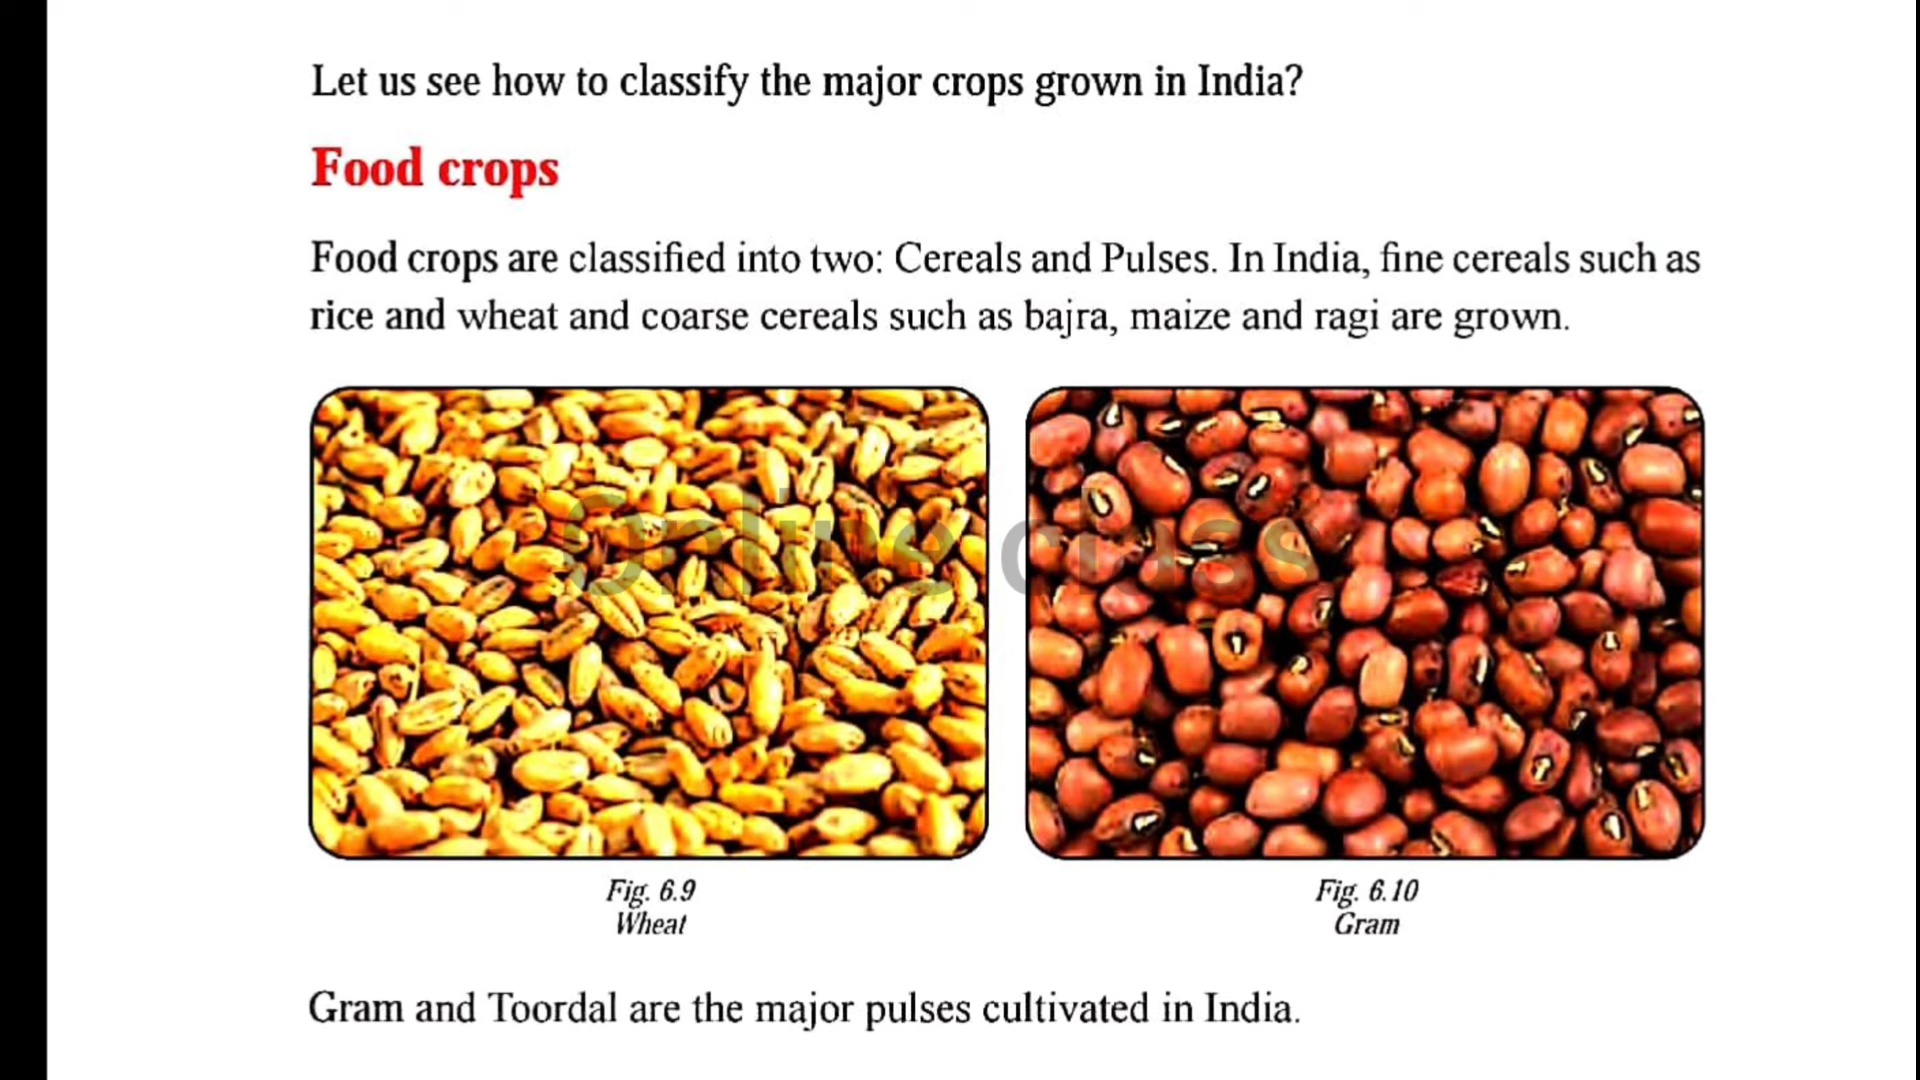 Let us see how to classify the major crops grown in India?
Food crops
Food crops are classified into two: Cereals and Pulses. In India, fine cereals such as
rice and wheat and coarse cereals such as bajra, maize and ragi are grown.
Online class
Fig. 6.9
Wheat
Fig. 6.10
Gram
Gram and Toordal are the major pulses cultivated in India.